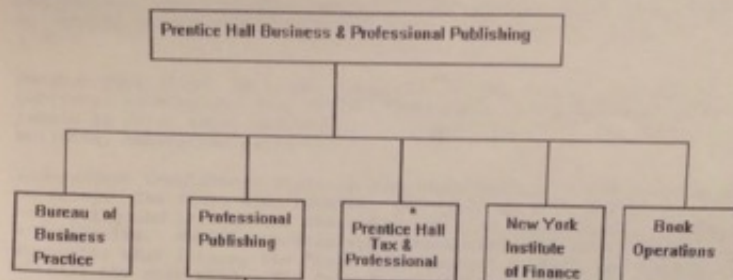 Prentice Hall Business & Professional Publishing
Bureau of
Business
Practice
Professional
Publishing
*
Prentice Hall
Tax &
Professional
New York
Institute
of Finance
Book
Operations